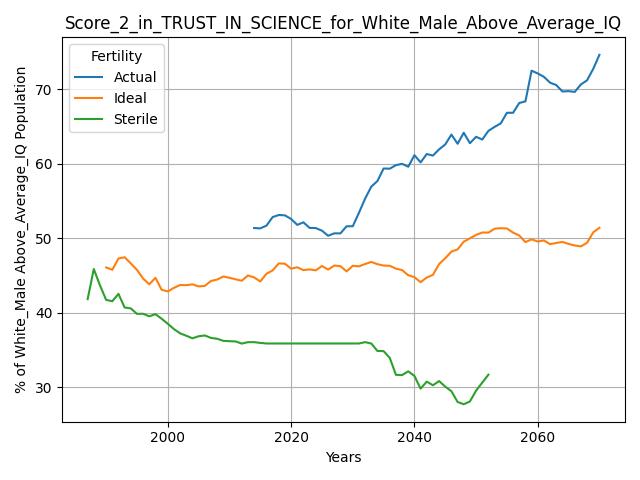 Score_2_in_TRUST_IN_SCIENCE_for_White_Male_Above_Average_IQ
Fertility
Actual
Ideal
Sterile
% of White_Male Above_Average_IQ Population
70
60
50
40
30
2000
2020
2040
2060
Years